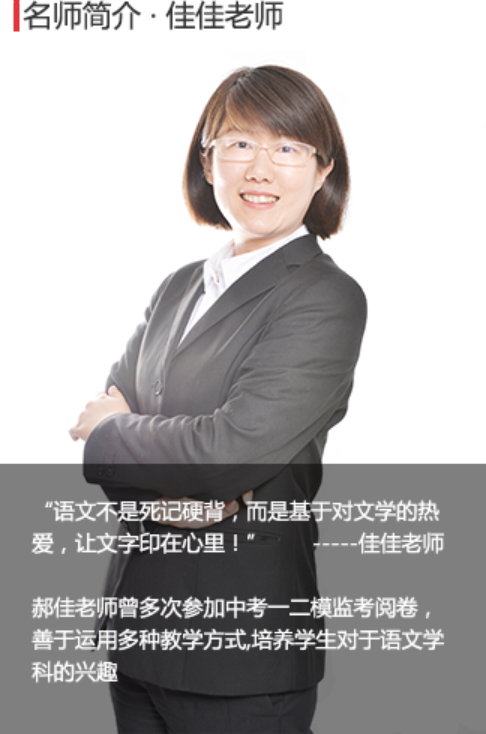 名师简介·佳佳老师
“语文不是死记硬背，而是基于对文学的热
爱，让文字印在心里！” -----佳佳老师
郝佳老师曾多次参加中考一二模监考阅卷，
善于运用多种教学方式,培养学生对于语文学
科的兴趣